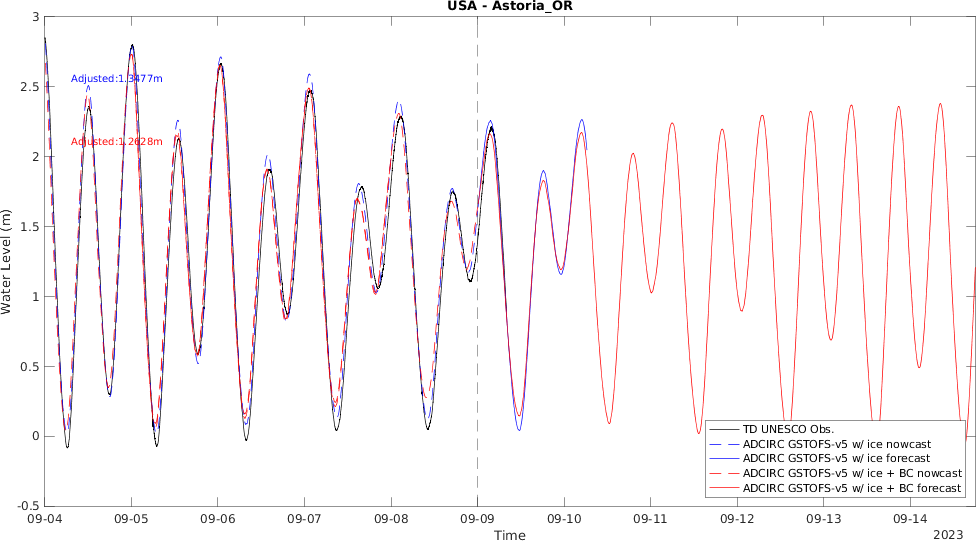 USA - Astoria_OR
3
2.5
2
1.5
1
0.5
0
-0.5
Water Level (m)
Adjusted:1.3477m
Adjusted:1.2628m
TD UNESCO Obs.
ADCIRC GSTOFS-v5 w/ ice nowcast
ADCIRC GSTOFS-v5 w/ ice forecast
ADCIRC GSTOFS-v5 w/ ice + BC nowcast
ADCIRC GSTOFS-v5 w/ ice + BC forecast
09-04 09-05 09-06 09-07 09-08 09-09 09-10 09-11 09-12 09-13 09-14
Time
2023